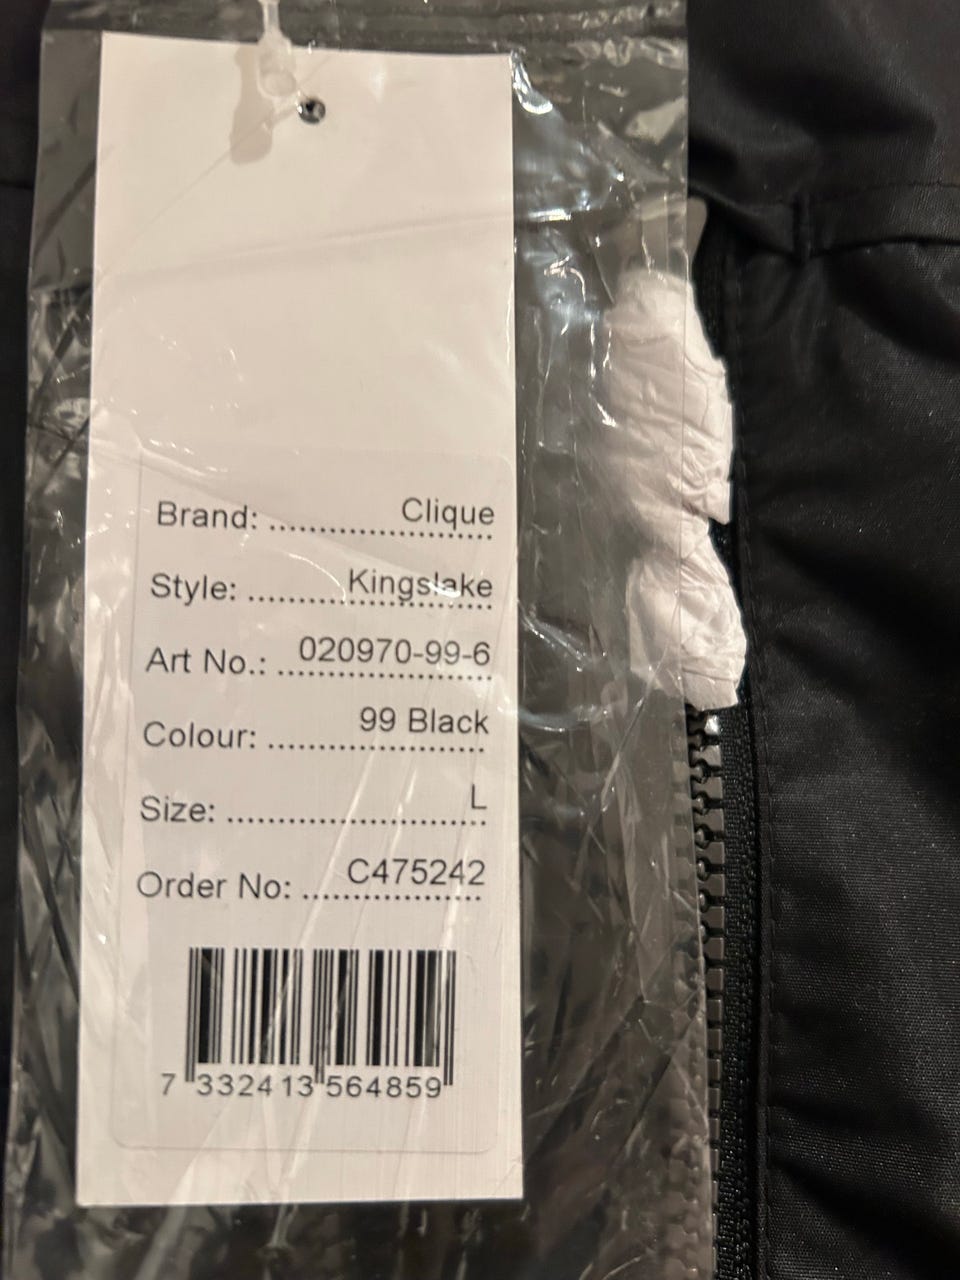 Brand: ........................ Clique
Style: ........................ Kingslake
Art No.: ..................... 020970-99-6
Colour: ..................... 99 Black
Size: ......................... L
Order No: .................. C475242
7 332413 564859